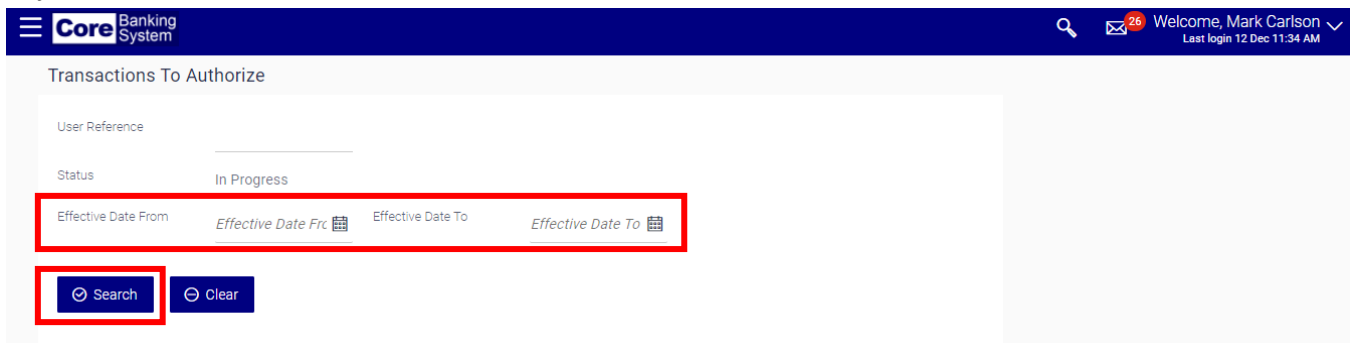 Core Banking System
26
Welcome, Mark Carlson
Last login 12 Dec 11:34 AM
Transactions To Authorize
User Reference
Status In Progress
Effective Date From Effective Date Frc Effective Date To Effective Date To
Search Clear